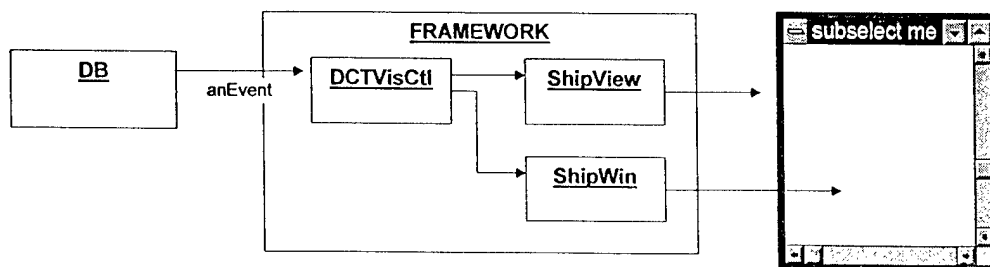 FRAMEWORK
subselect me
DB
anEvent
DCTVisCtl
ShipView
ShipWin